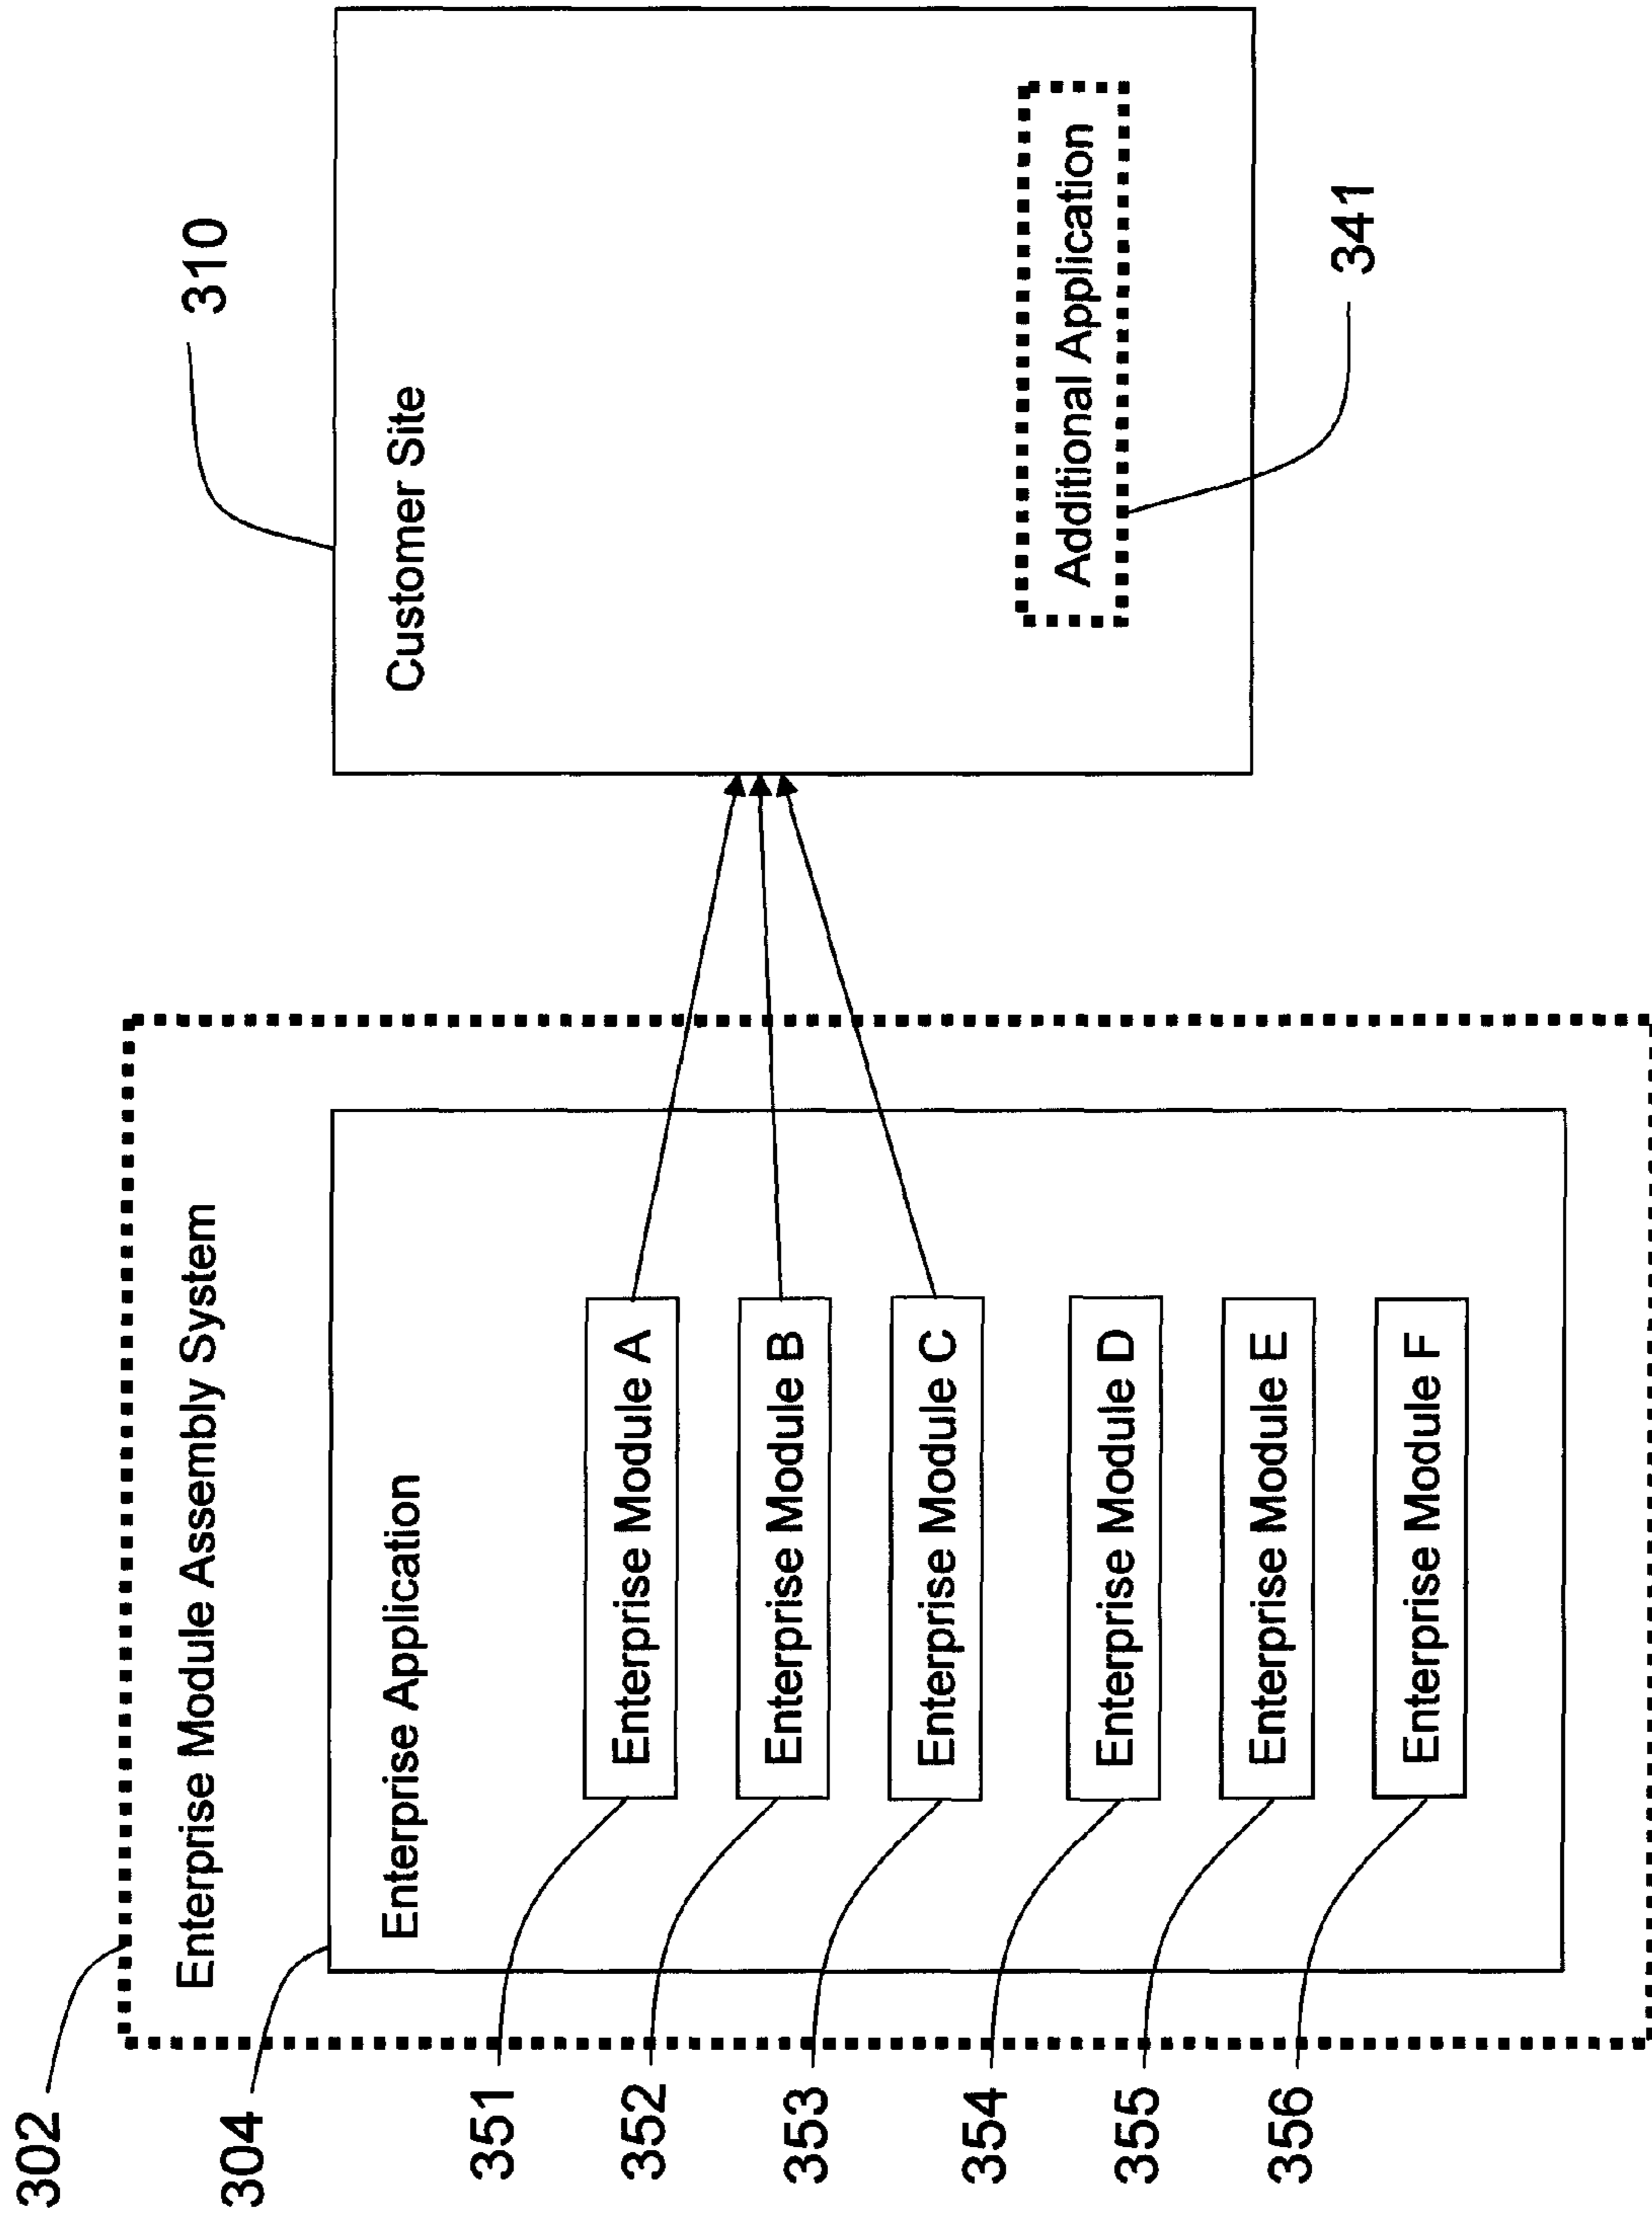 302
Enterprise Module Assembly System
304
Enterprise Application
351
Enterprise Module A
352
Enterprise Module B
353
Enterprise Module C
354
Enterprise Module D
355
Enterprise Module E
356
Enterprise Module F
310
Customer Site
Additional Application
341